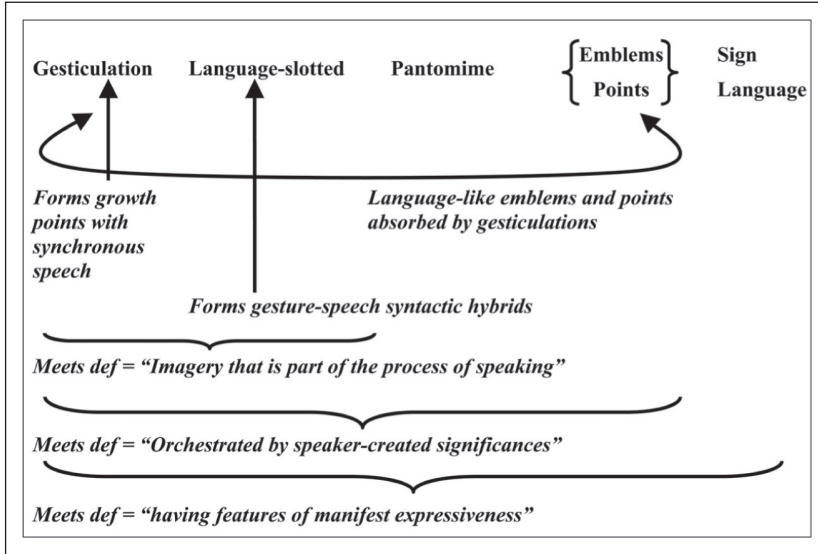 Gesticulation Language-slotted Pantomime Emblems Sign
Points Language
Forms growth
points with
synchronous
speech
Language-like emblems and points
absorbed by gesticulations
Forms gesture-speech syntactic hybrids
Meets def = “Imagery that is part of the process of speaking”
Meets def = “Orchestrated by speaker-created significances”
Meets def = “having features of manifest expressiveness”